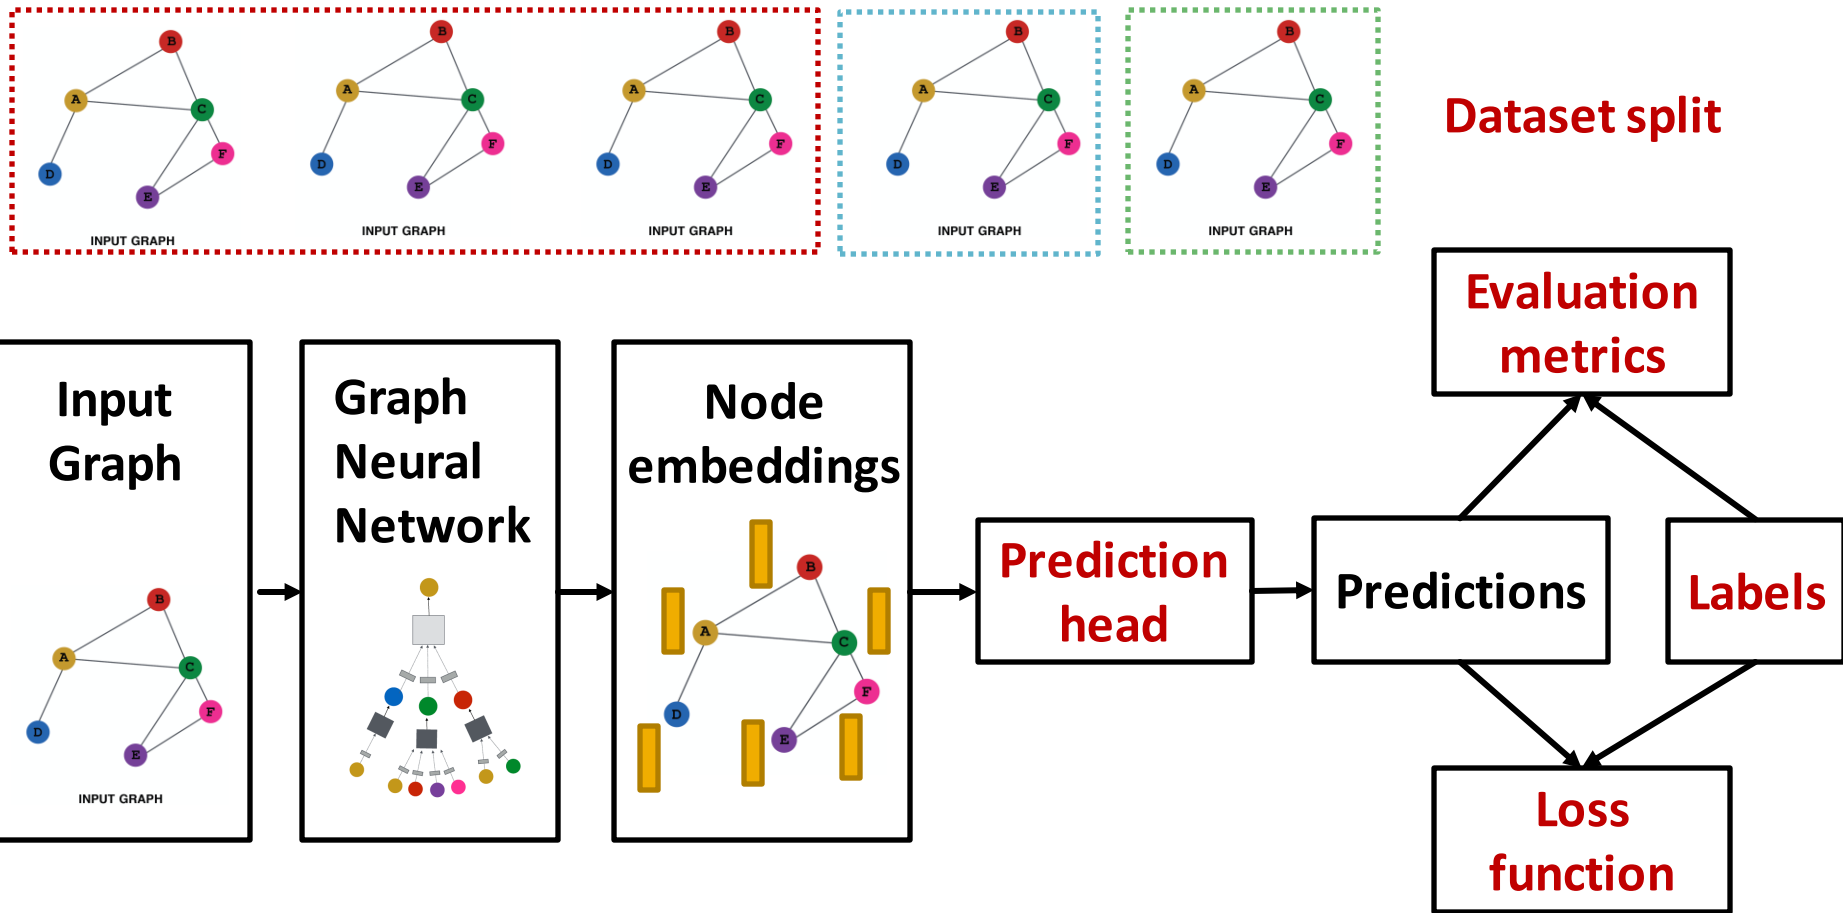 B
A
C
F
D
E
INPUT GRAPH
B
A
C
F
D
E
INPUT GRAPH
B
A
C
F
D
E
INPUT GRAPH
B
A
C
F
D
E
INPUT GRAPH
B
A
C
F
D
E
INPUT GRAPH
Dataset split
Input
Graph
B
A
C
F
D
E
INPUT GRAPH
Graph
Neural
Network
Node
embeddings
B
A
C
F
D
E
Prediction
head
Predictions
Labels
Evaluation
metrics
Loss
function